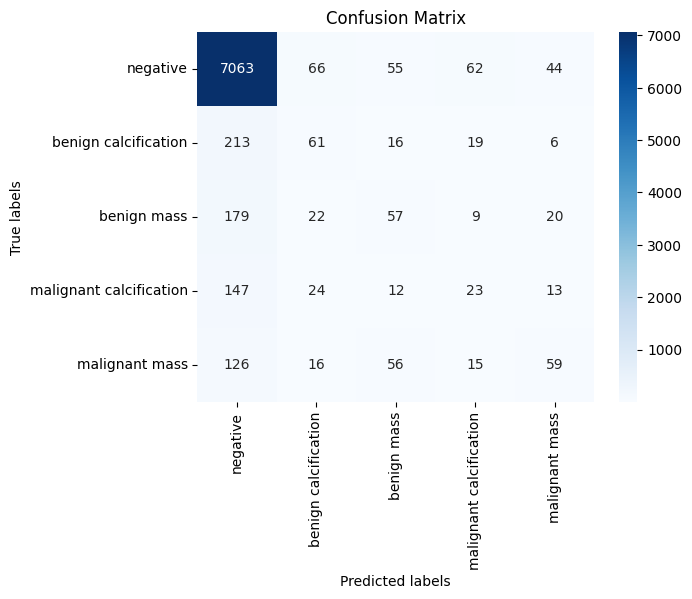 Confusion Matrix
True labels
negative
7063 66 55 62 44
benign calcification
213 61 16 19 6
benign mass
179 22 57 9 20
malignant calcification
147 24 12 23 13
malignant mass
126 16 56 15 59
negative
benign calcification
benign mass
malignant calcification
malignant mass
Predicted labels
7000
6000
5000
4000
3000
2000
1000